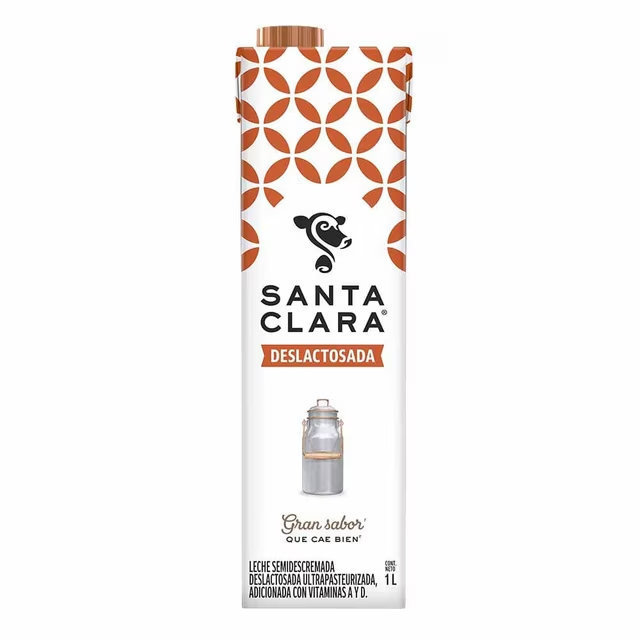 SANTA
CLARA®
DESLACTOSADA
Gran sabor
QUE CAE BIEN
LECHE SEMIDESCREMADA
DESLACTOSADA ULTRAPASTEURIZADA,
ADICIONADA CON VITAMINAS A Y D.
CONT.
NETO
1 L